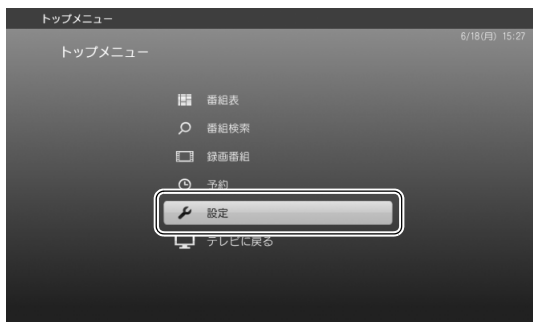 トップメニュー
6/18(月) 15:27
トップメニュー
番組表
番組検索
録画番組
予約
設定
テレビに戻る